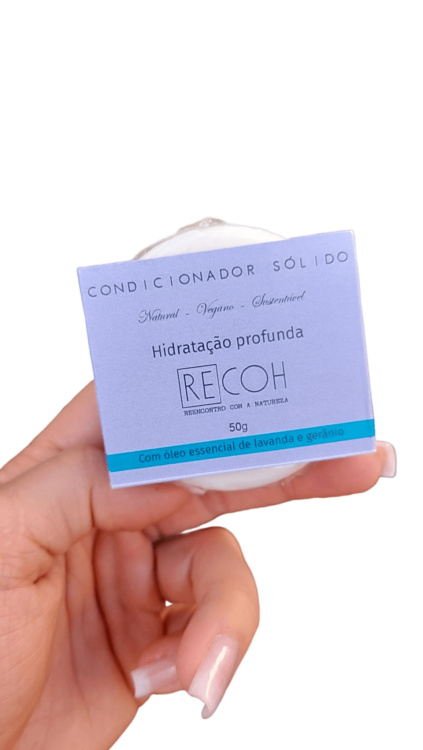 CONDICIONADOR SÓLIDO
Natural - Vegano - Sustentável
Hidratação profunda
RECOH
REENCONTRO COM A NATUREZA
50g
Com óleo essencial de lavanda e gerânio